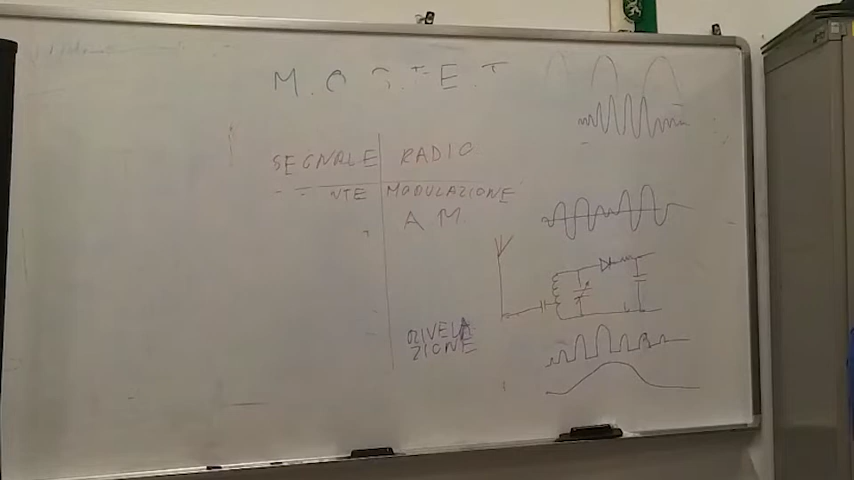 M.O.S.F.E.T
SEGNALE RADIO
NTE MODULAZIONE
A M.
RIVELA
ZIONE